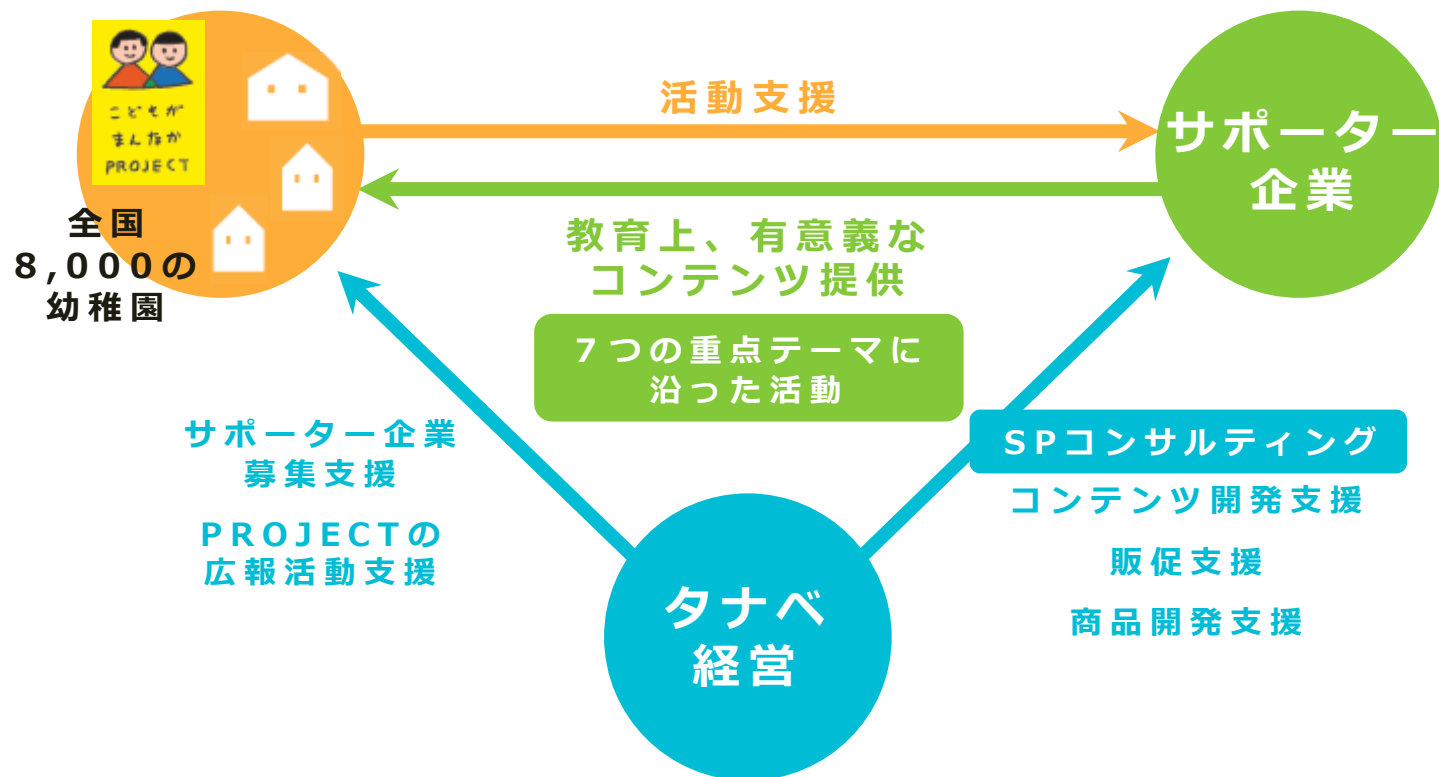 こどもが
まんなか
PROJECT
全国
8,000の
幼稚園
活動支援
サポーター
企業
教育上、有意義な
コンテンツ提供
７つの重点テーマに
沿った活動
サポーター企業
募集支援
PROJECTの
広報活動支援
SPコンサルティング
コンテンツ開発支援
販促支援
商品開発支援
タナベ
経営